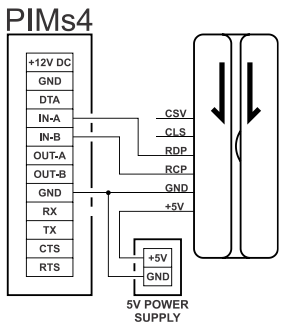 PIMs4
+12V DC
GND
DTA
IN-A
IN-B
OUT-A
OUT-B
GND
RX
TX
CTS
RTS
CSV
CLS
RDP
RCP
GND
+5V
+5V
GND
5V POWER
SUPPLY